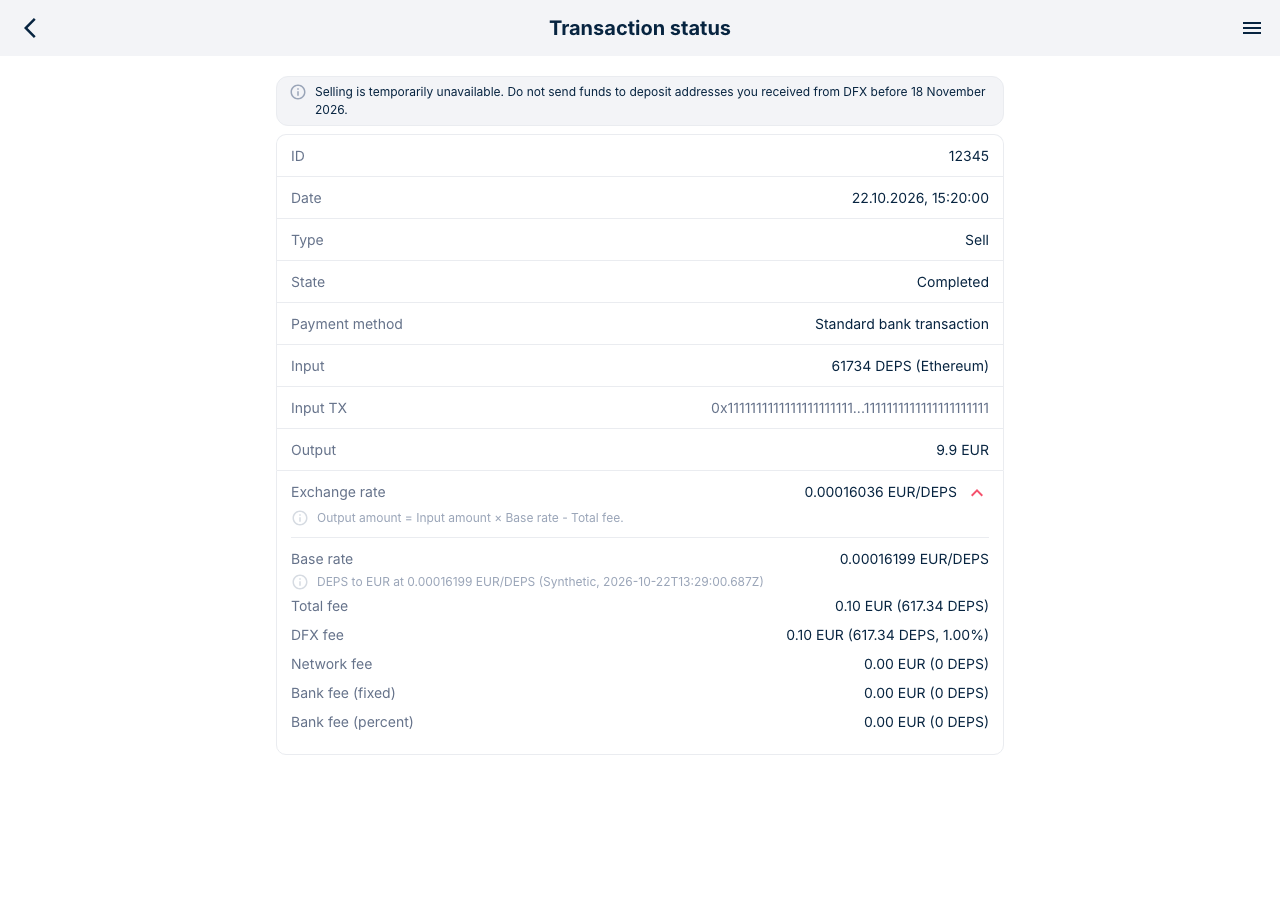 Transaction status
Selling is temporarily unavailable. Do not send funds to deposit addresses you received from DFX before 18 November
2026.
ID 12345
Date 22.10.2026, 15:20:00
Type Sell
State Completed
Payment method Standard bank transaction
Input 61734 DEPS (Ethereum)
Input TX 0x1111111111111111111111...1111111111111111111111
Output 9.9 EUR
Exchange rate 0.00016036 EUR/DEPS
Output amount = Input amount × Base rate - Total fee.
Base rate 0.00016199 EUR/DEPS
DEPS to EUR at 0.00016199 EUR/DEPS (Synthetic, 2026-10-22T13:29:00.687Z)
Total fee 0.10 EUR (617.34 DEPS)
DFX fee 0.10 EUR (617.34 DEPS, 1.00%)
Network fee 0.00 EUR (0 DEPS)
Bank fee (fixed) 0.00 EUR (0 DEPS)
Bank fee (percent) 0.00 EUR (0 DEPS)